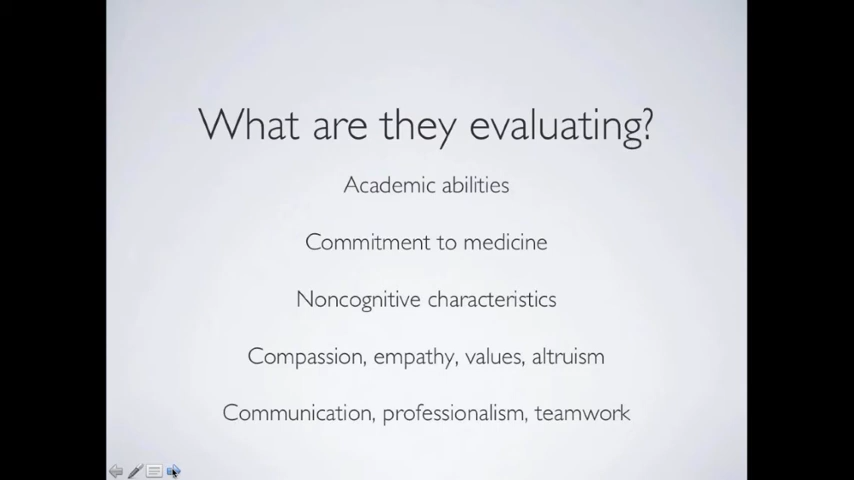 What are they evaluating?
Academic abilities
Commitment to medicine
Noncognitive characteristics
Compassion, empathy, values, altruism
Communication, professionalism, teamwork